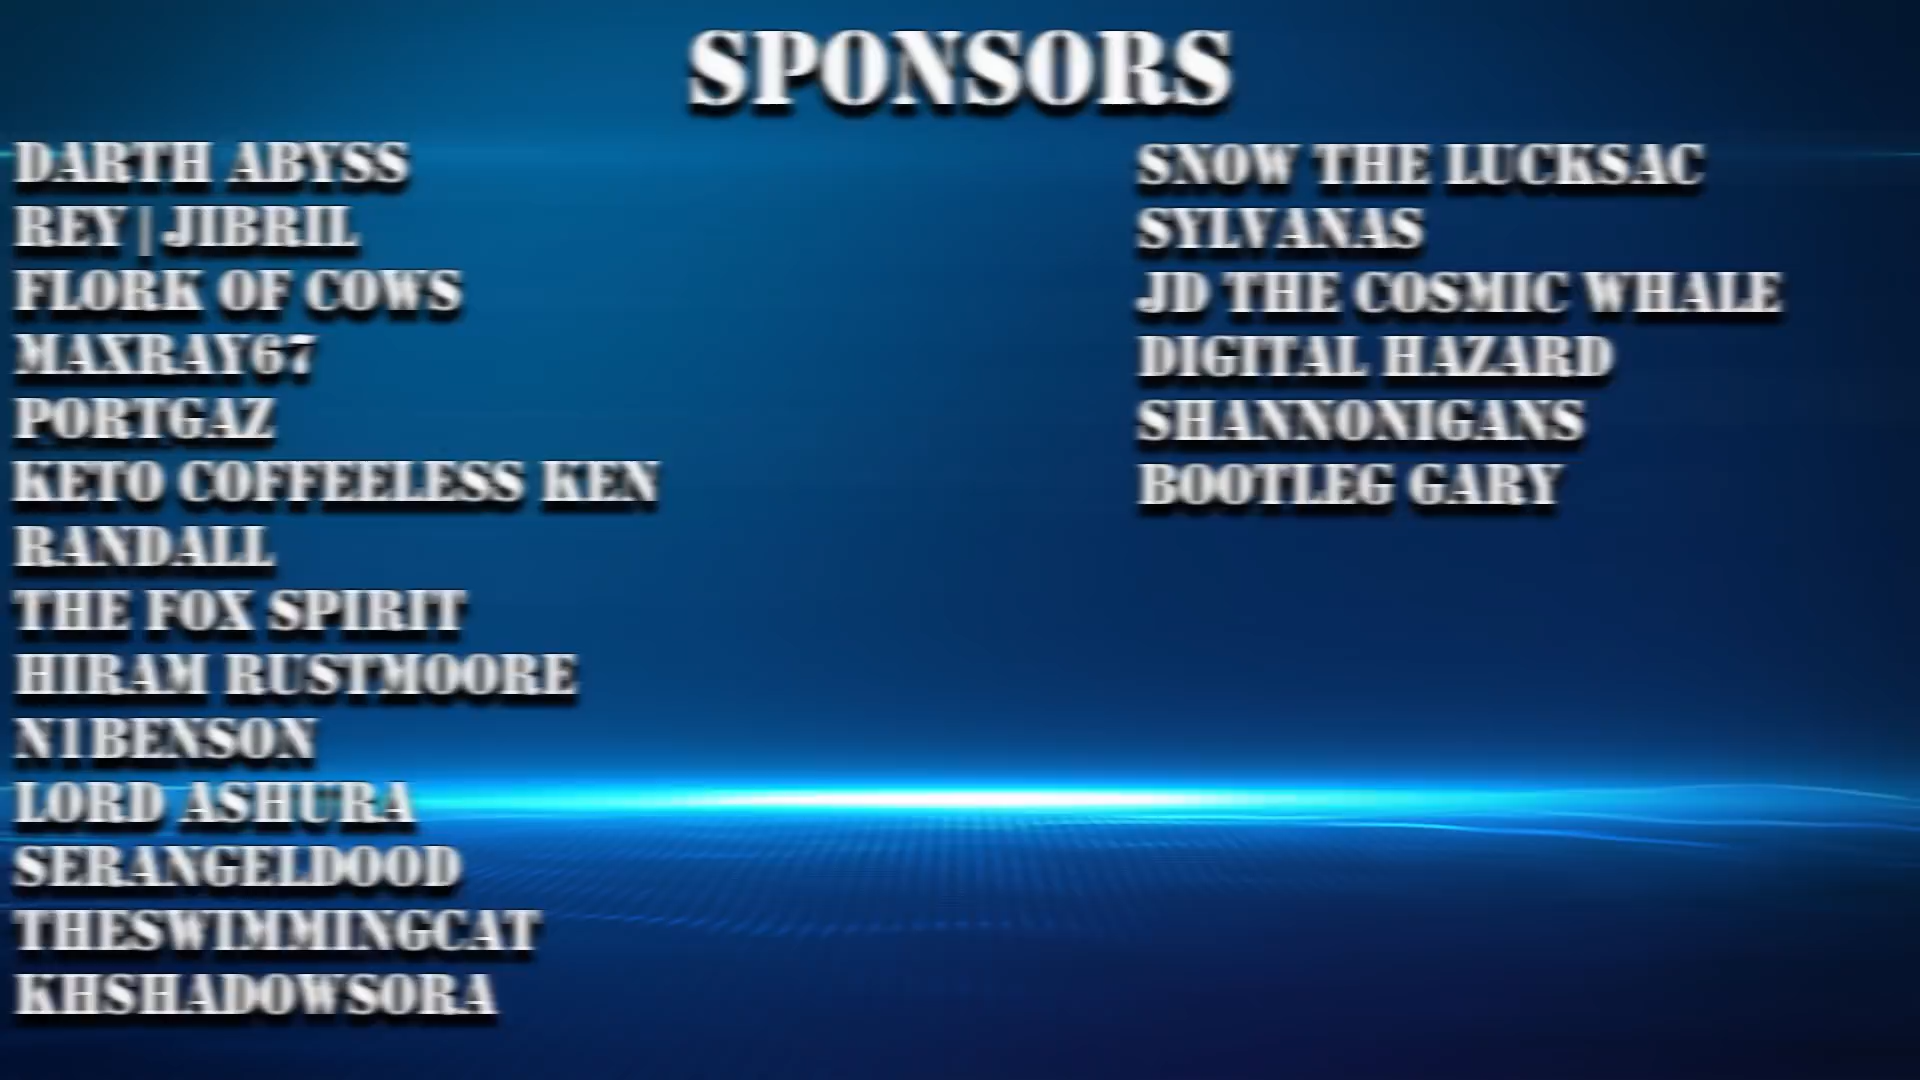 SPONSORS
DARTH ABYSS
REY | JIBRIL
FLORK OF COWS
MAXRAY67
PORTGAZ
KETO COFFEELESS KEN
RANDALL
THE FOX SPIRIT
HIRAM RUSTMOORE
N1BENSON
LORD ASHURA
SERANGELDOOD
THESWIMMINGCAT
KHSHADOWSORA
SNOW THE LUCKSAC
SYLVANAS
JD THE COSMIC WHALE
DIGITAL HAZARD
SHANNONIGANS
BOOTLEG GARY